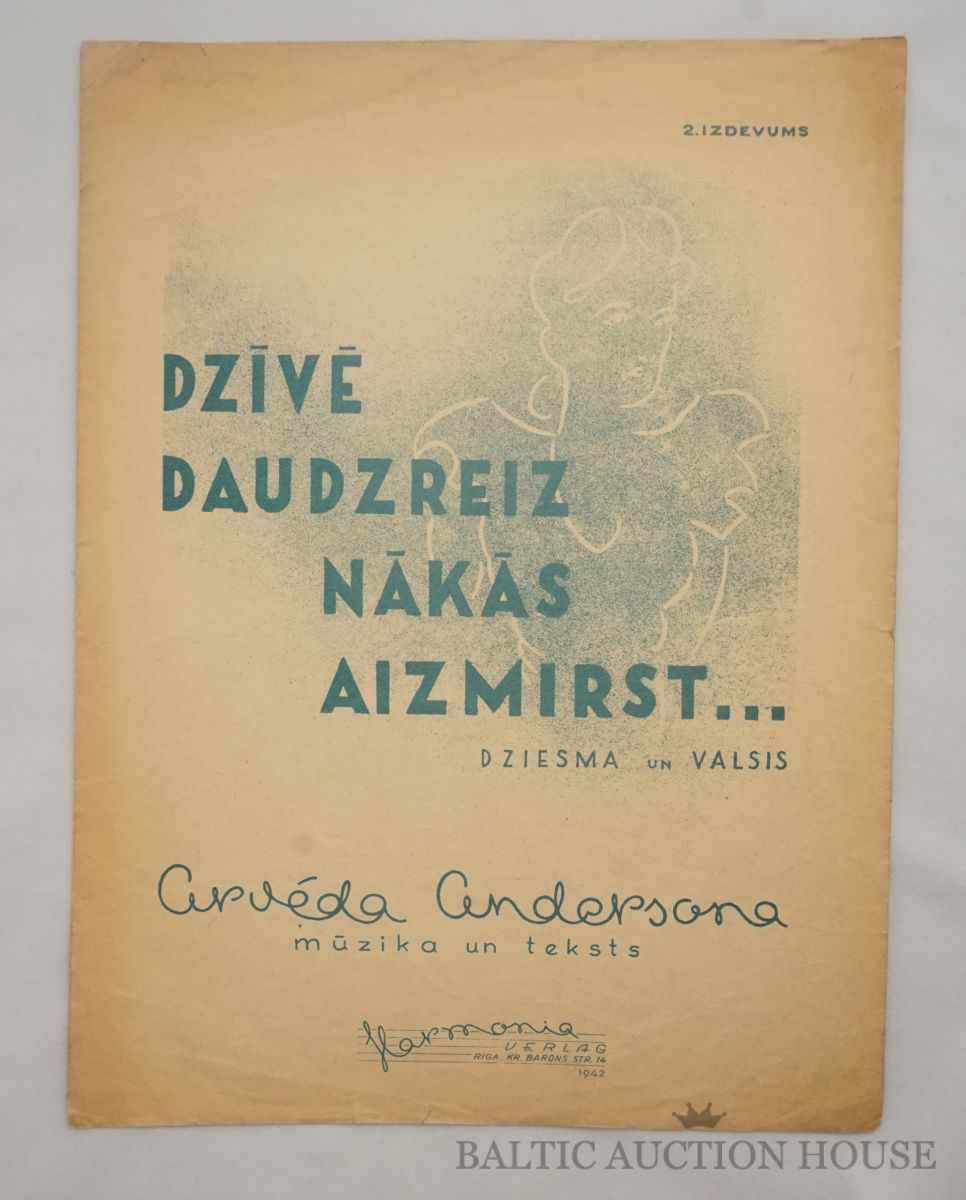 2.IZDEVUMS
DZĪVĒ
DAUDZREIZ
NĀKĀS
AIZMIRST...
DZIESMA UN VALSIS
Arvēda Andersona
mūzika un teksts
Harmonia
VERLAG
RIGA, KR. BARONS STR. 14
1942
BALTIC AUCTION HOUSE